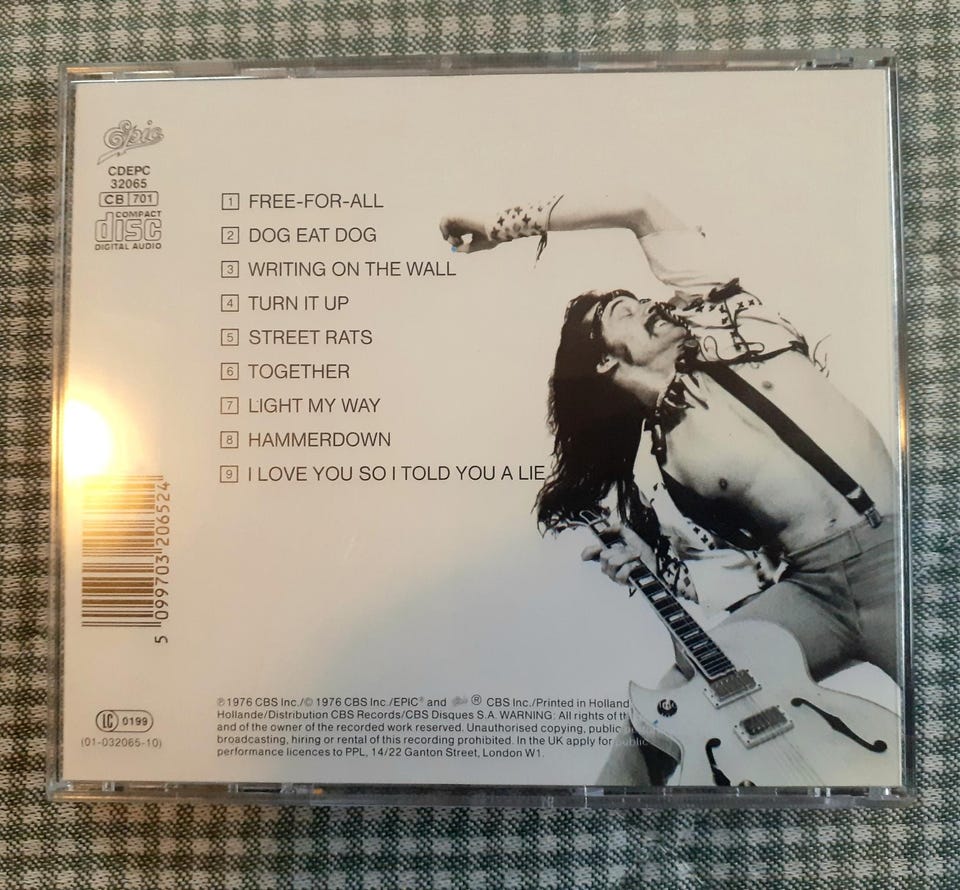 Epic
CDEPC
32065
CB 701
COMPACT
disc
DIGITAL AUDIO
1 FREE-FOR-ALL
2 DOG EAT DOG
3 WRITING ON THE WALL
4 TURN IT UP
5 STREET RATS
6 TOGETHER
7 LIGHT MY WAY
8 HAMMERDOWN
9 I LOVE YOU SO I TOLD YOU A LIE
5 099703 206524
LC 0199
(01-032065-10)
℗ 1976 CBS Inc./© 1976 CBS Inc./EPIC® and ® CBS Inc./Printed in Holland
Hollande/Distribution CBS Records/CBS Disques S.A. WARNING: All rights of th
and of the owner of the recorded work reserved. Unauthorised copying, public
broadcasting, hiring or rental of this recording prohibited. In the UK apply for public
performance licences to PPL, 14/22 Ganton Street, London W1.